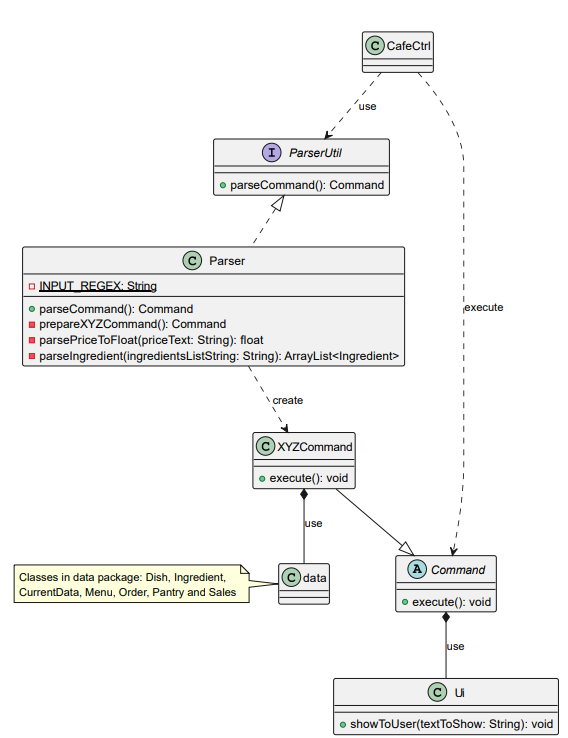 C CafeCtrl
use
I ParserUtil
parseCommand(): Command
C Parser
INPUT_REGEX: String
parseCommand(): Command
prepareXYZCommand(): Command
parsePriceToFloat(priceText: String): float
parseIngredient(ingredientsListString: String): ArrayList<Ingredient>
execute
create
C XYZCommand
execute(): void
use
Classes in data package: Dish, Ingredient,
CurrentData, Menu, Order, Pantry and Sales
C data
A Command
execute(): void
use
C Ui
showToUser(textToShow: String): void